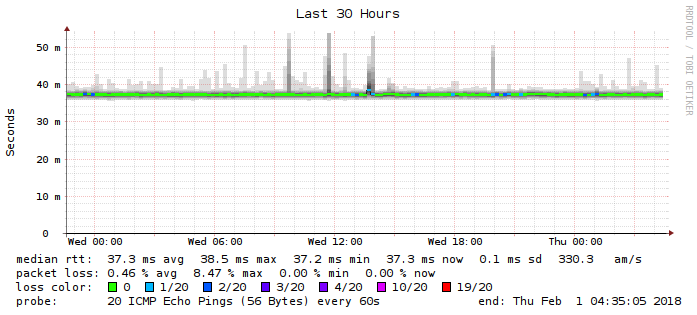 Last 30 Hours
RRDTOOL / TOBI OETIKER
Seconds
50 m
40 m
30 m
20 m
10 m
0
Wed 00:00 Wed 06:00 Wed 12:00 Wed 18:00 Thu 00:00
median rtt: 37.3 ms avg 38.5 ms max 37.2 ms min 37.3 ms now 0.1 ms sd 330.3 am/s
packet loss: 0.46 % avg 8.47 % max 0.00 % min 0.00 % now
loss color: 0 1/20 2/20 3/20 4/20 10/20 19/20
probe: 20 ICMP Echo Pings (56 Bytes) every 60s end: Thu Feb 1 04:35:05 2018